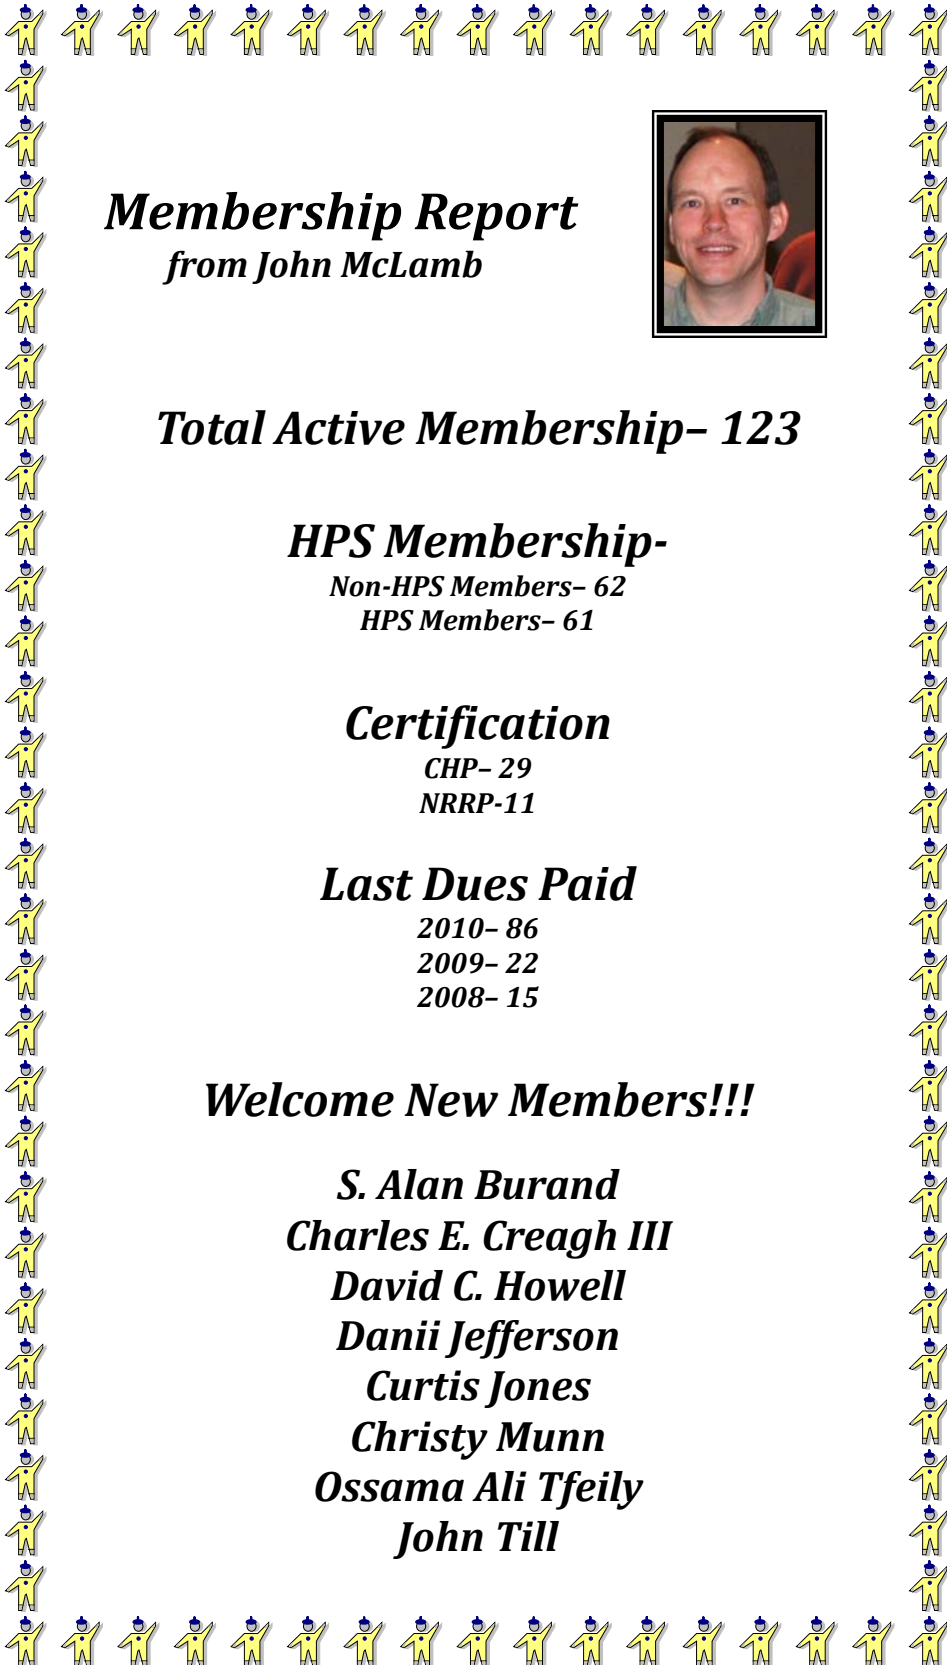 Membership Report
from John McLamb
Total Active Membership– 123
HPS Membership-
Non-HPS Members– 62
HPS Members– 61
Certification
CHP– 29
NRRP-11
Last Dues Paid
2010– 86
2009– 22
2008– 15
Welcome New Members!!!
S. Alan Burand
Charles E. Creagh III
David C. Howell
Danii Jefferson
Curtis Jones
Christy Munn
Ossama Ali Tfeily
John Till